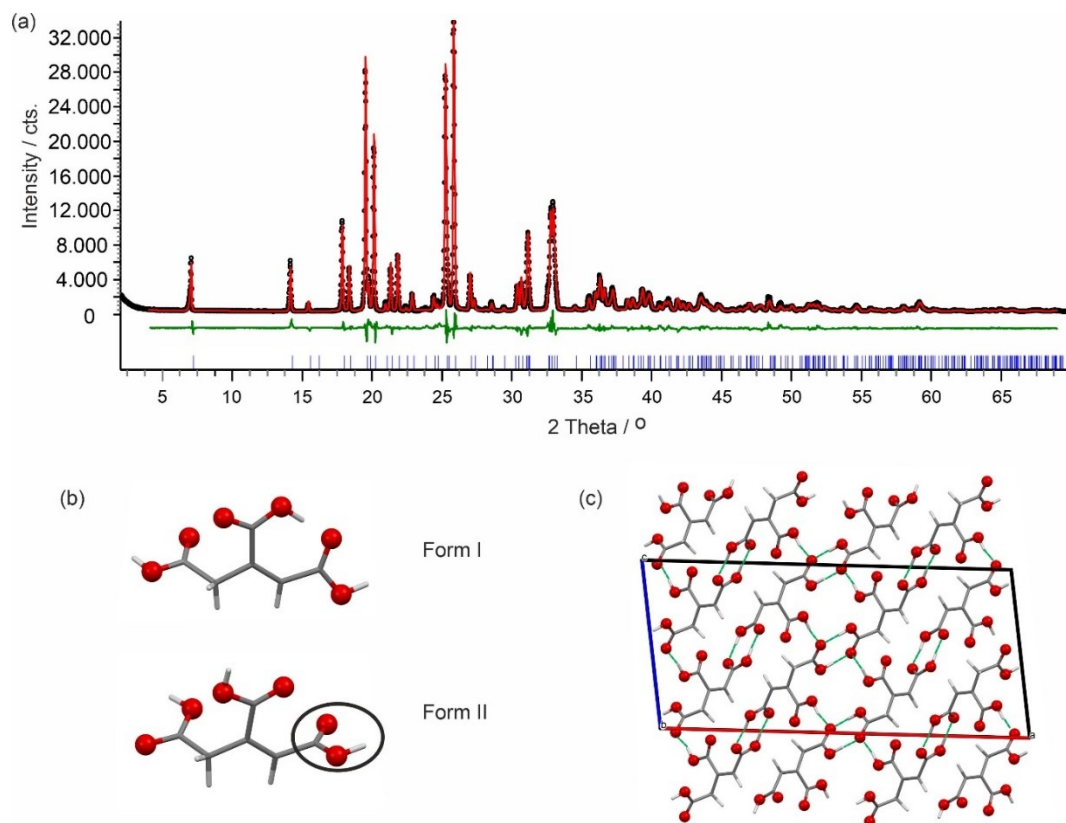 (a)
Intensity / cts.
32.000
28.000
24.000
20.000
16.000
12.000
8.000
4.000
0
5 10 15 20 25 30 35 40 45 50 55 60 65
2 Theta / °
(b)
Form I
Form II
(c)
c
b
a